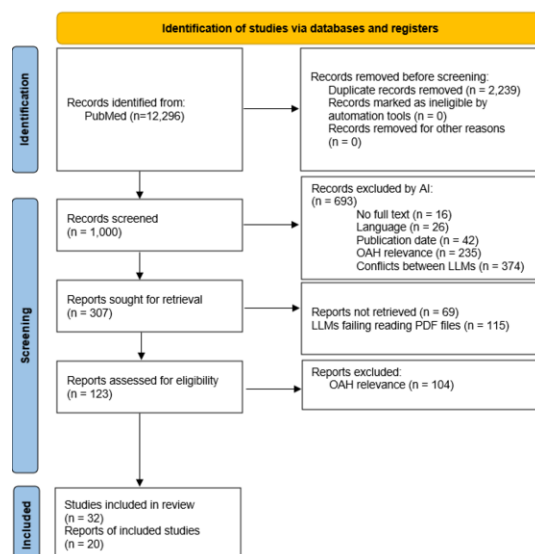 Identification of studies via databases and registers
Identification
Records identified from:
PubMed (n=12,296)
Records removed before screening:
Duplicate records removed (n = 2,239)
Records marked as ineligible by
automation tools (n = 0)
Records removed for other reasons
(n = 0)
Screening
Records screened
(n = 1,000)
Records excluded by AI:
(n = 693)
No full text (n = 16)
Language (n = 26)
Publication date (n = 42)
OAH relevance (n = 235)
Conflicts between LLMs (n = 374)
Reports sought for retrieval
(n = 307)
Reports not retrieved (n = 69)
LLMs failing reading PDF files (n = 115)
Reports assessed for eligibility
(n = 123)
Reports excluded:
OAH relevance (n = 104)
Included
Studies included in review
(n = 32)
Reports of included studies
(n = 20)